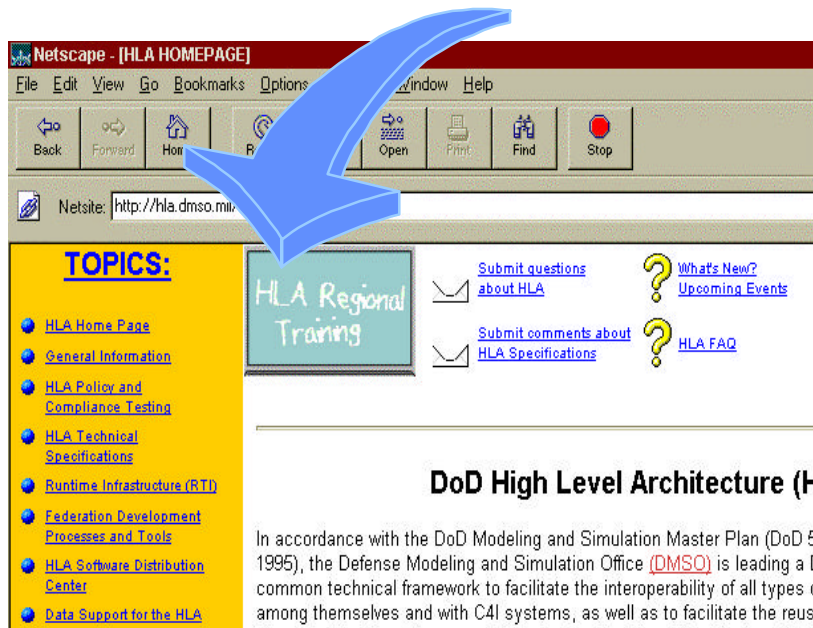 Netscape - [HLA HOMEPAGE]
File Edit View Go Bookmarks Options Window Help
Back Forward Home Open Print Find Stop
Netsite: http://hla.dmso.mil/
TOPICS:
HLA Home Page
General Information
HLA Policy and
Compliance Testing
HLA Technical
Specifications
Runtime Infrastructure (RTI)
Federation Development
Processes and Tools
HLA Software Distribution
Center
Data Support for the HLA
HLA Regional
Training
Submit questions
about HLA
What's New?
Upcoming Events
Submit comments about
HLA Specifications
HLA FAQ
DoD High Level Architecture (H
In accordance with the DoD Modeling and Simulation Master Plan (DoD 5
1995), the Defense Modeling and Simulation Office (DMSO) is leading a D
common technical framework to facilitate the interoperability of all types o
among themselves and with C4I systems, as well as to facilitate the reus